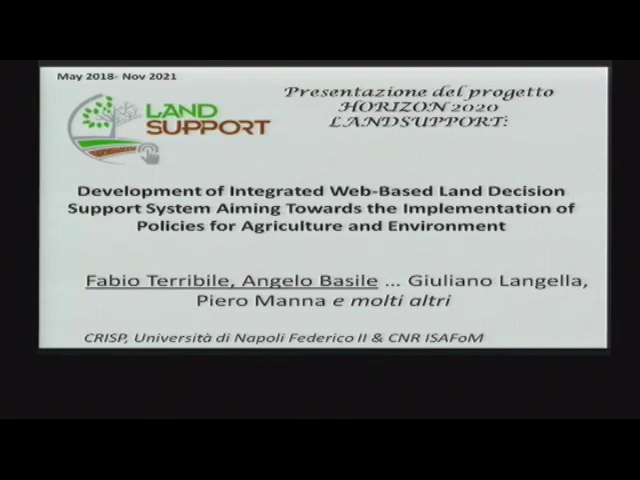 May 2018- Nov 2021
Presentazione del progetto
HORIZON 2020
LANDSUPPORT:
LAND
SUPPORT
Development of Integrated Web-Based Land Decision
Support System Aiming Towards the Implementation of
Policies for Agriculture and Environment
Fabio Terribile, Angelo Basile ... Giuliano Langella,
Piero Manna e molti altri
CRISP, Università di Napoli Federico II & CNR ISAFoM